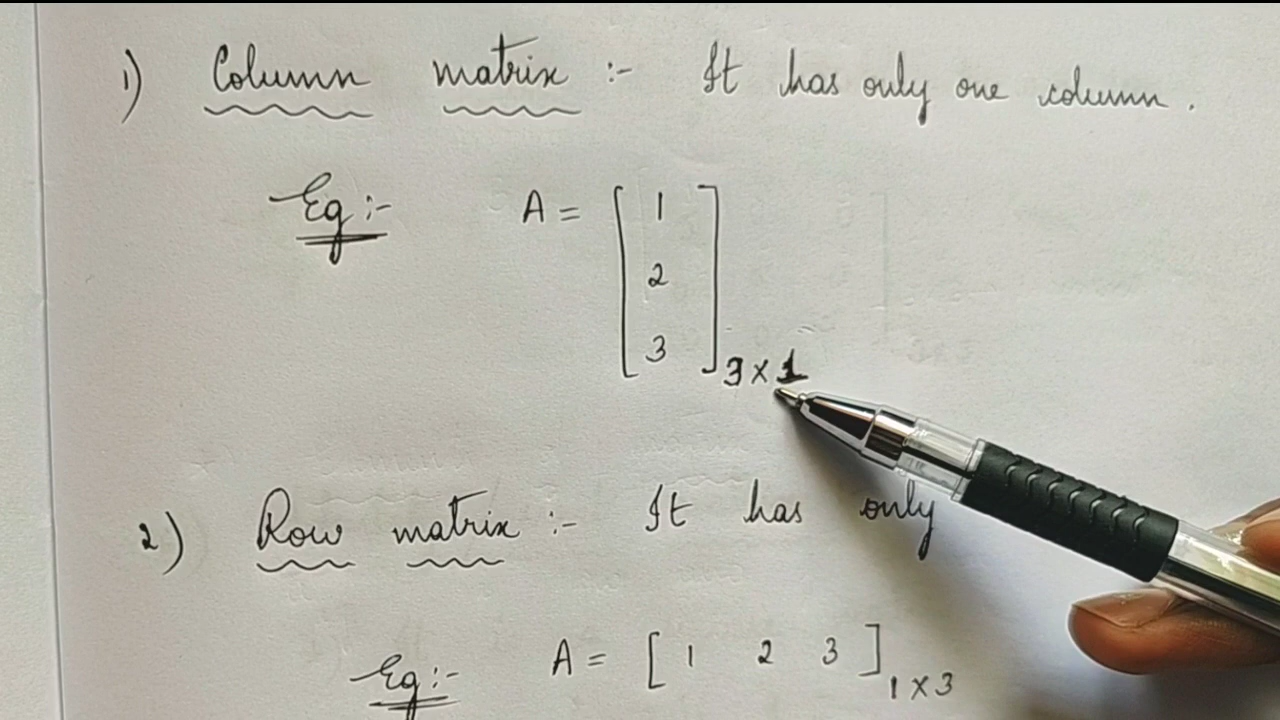 1) Column matrix :- It has only one column.
Eg :- A = [ 1
2
3 ] 3 × 1
2) Row matrix :- It has only
Eg :- A = [ 1 2 3 ] 1 × 3